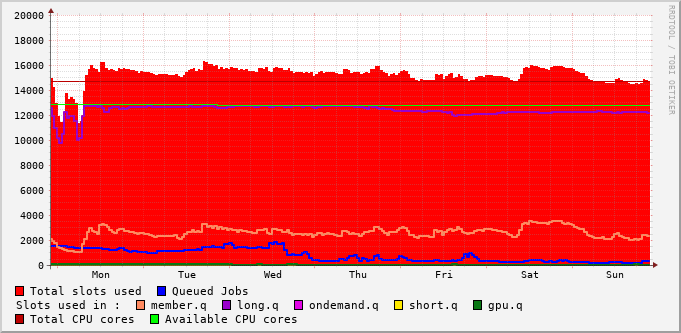 20000
18000
16000
14000
12000
10000
8000
6000
4000
2000
0
Mon Tue Wed Thu Fri Sat Sun
RRDTOOL / TOBI OETIKER
Total slots used Queued Jobs
Slots used in : member.q long.q ondemand.q short.q gpu.q
Total CPU cores Available CPU cores